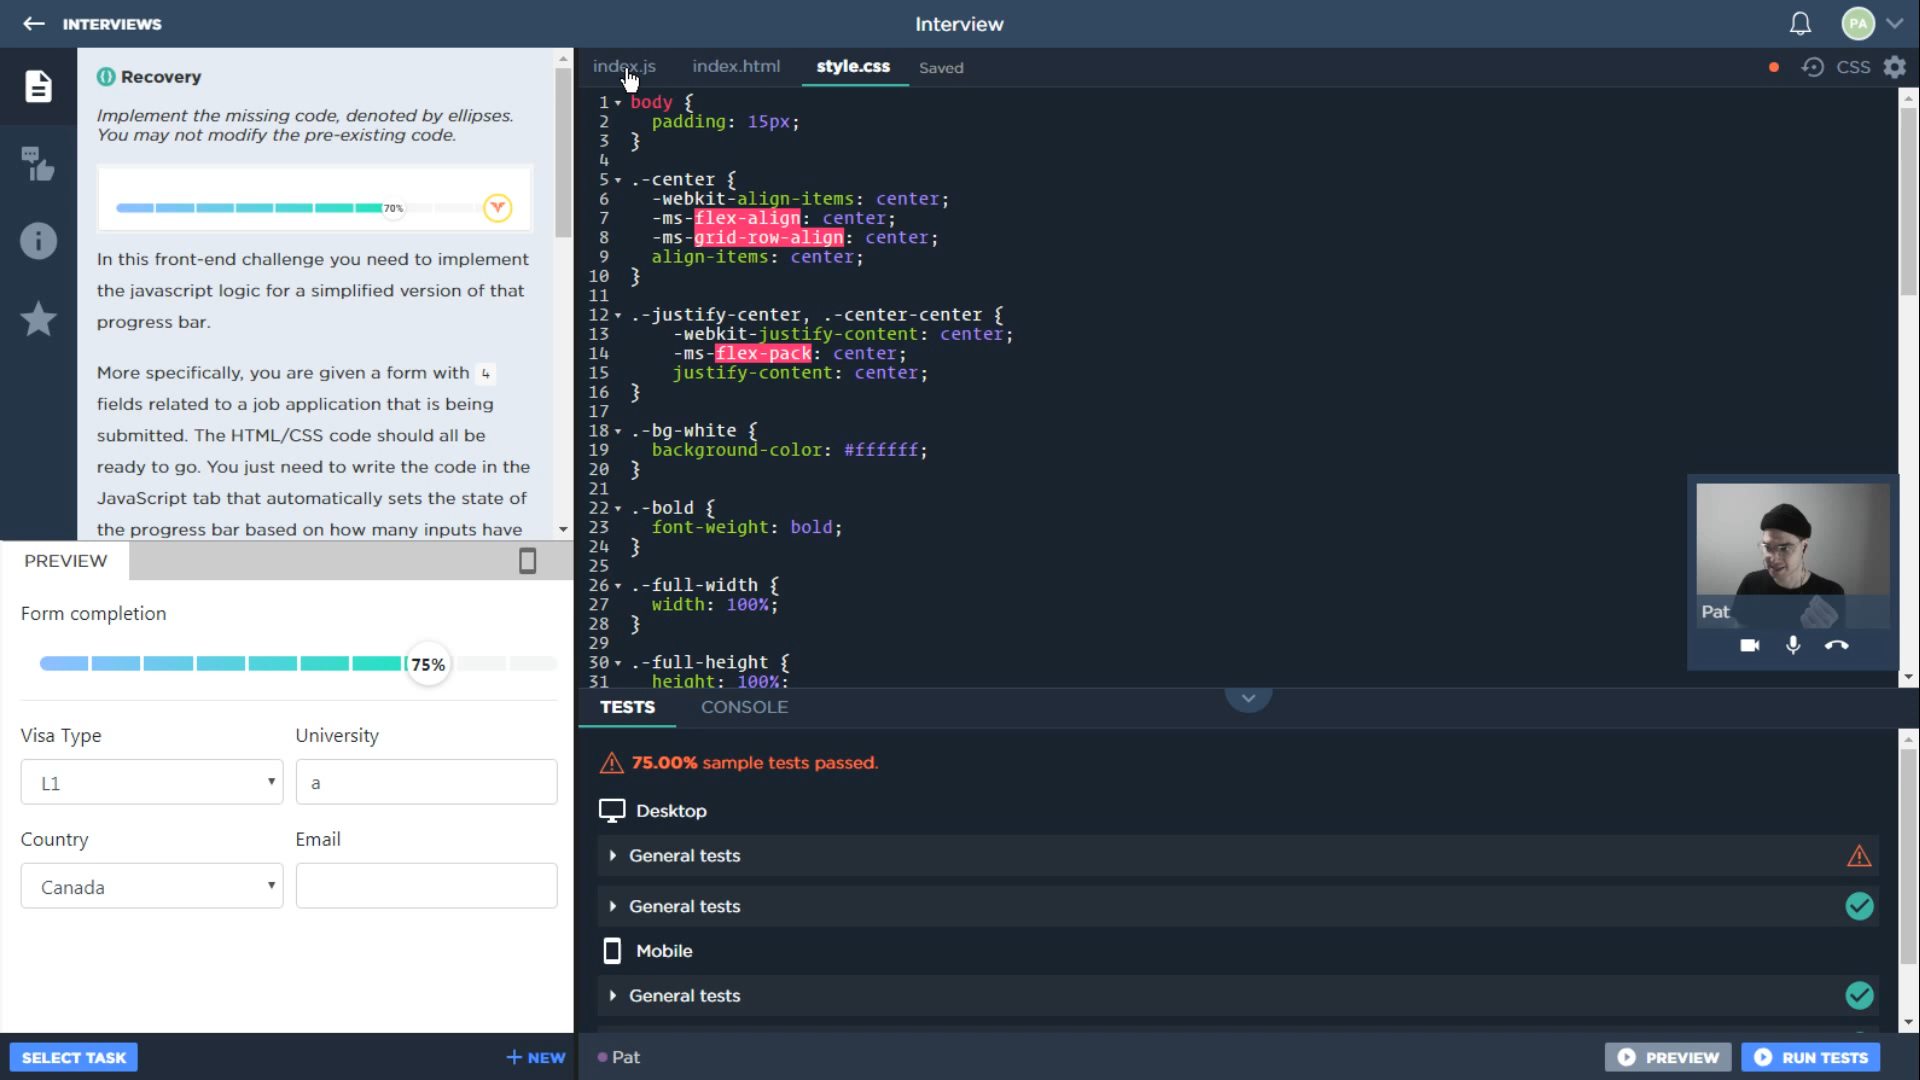 INTERVIEWS
Interview
PA
Recovery
Implement the missing code, denoted by ellipses.
You may not modify the pre-existing code.
70%
In this front-end challenge you need to implement
the javascript logic for a simplified version of that
progress bar.
More specifically, you are given a form with 4
fields related to a job application that is being
submitted. The HTML/CSS code should all be
ready to go. You just need to write the code in the
JavaScript tab that automatically sets the state of
the progress bar based on how many inputs have
PREVIEW
Form completion
75%
Visa Type University
L1 a
Country Email
Canada
SELECT TASK
+ NEW
index.js index.html style.css Saved
CSS
1 body {
2 padding: 15px;
3 }
4
5 .-center {
6 -webkit-align-items: center;
7 -ms-flex-align: center;
8 -ms-grid-row-align: center;
9 align-items: center;
10 }
11
12 .-justify-center, .-center-center {
13 -webkit-justify-content: center;
14 -ms-flex-pack: center;
15 justify-content: center;
16 }
17
18 .-bg-white {
19 background-color: #ffffff;
20 }
21
22 .-bold {
23 font-weight: bold;
24 }
25
26 .-full-width {
27 width: 100%;
28 }
29
30 .-full-height {
31 height: 100%;
Pat
TESTS CONSOLE
75.00% sample tests passed.
Desktop
General tests
General tests
Mobile
General tests
Pat
PREVIEW
RUN TESTS